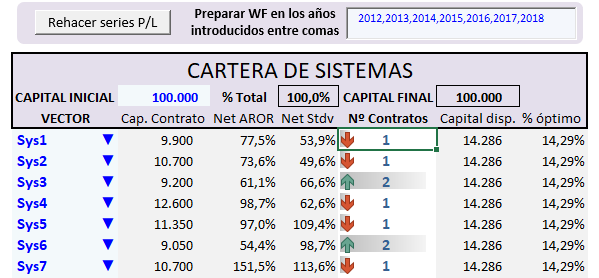 Rehacer series P/L
Preparar WF en los años
introducidos entre comas
2012,2013,2014,2015,2016,2017,2018
CARTERA DE SISTEMAS
CAPITAL INICIAL 100.000 % Total 100,0% CAPITAL FINAL 100.000
VECTOR Cap. Contrato Net AROR Net Stdv Nº Contratos Capital disp. % óptimo
Sys1 9.900 77,5% 53,9% 1 14.286 14,29%
Sys2 10.700 73,6% 49,6% 1 14.286 14,29%
Sys3 9.200 61,1% 66,6% 2 14.286 14,29%
Sys4 12.600 98,7% 62,6% 1 14.286 14,29%
Sys5 11.350 97,0% 109,4% 1 14.286 14,29%
Sys6 9.050 54,4% 98,7% 2 14.286 14,29%
Sys7 10.700 151,5% 113,6% 1 14.286 14,29%